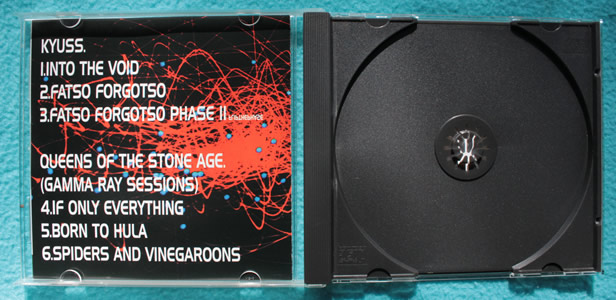 KYUSS.
1.INTO THE VOID
2.FATSO FORGOTSO
3.FATSO FORGOTSO PHASE II
QUEENS OF THE STONE AGE.
(GAMMA RAY SESSIONS)
4.IF ONLY EVERYTHING
5.BORN TO HULA
6.SPIDERS AND VINEGAROONS